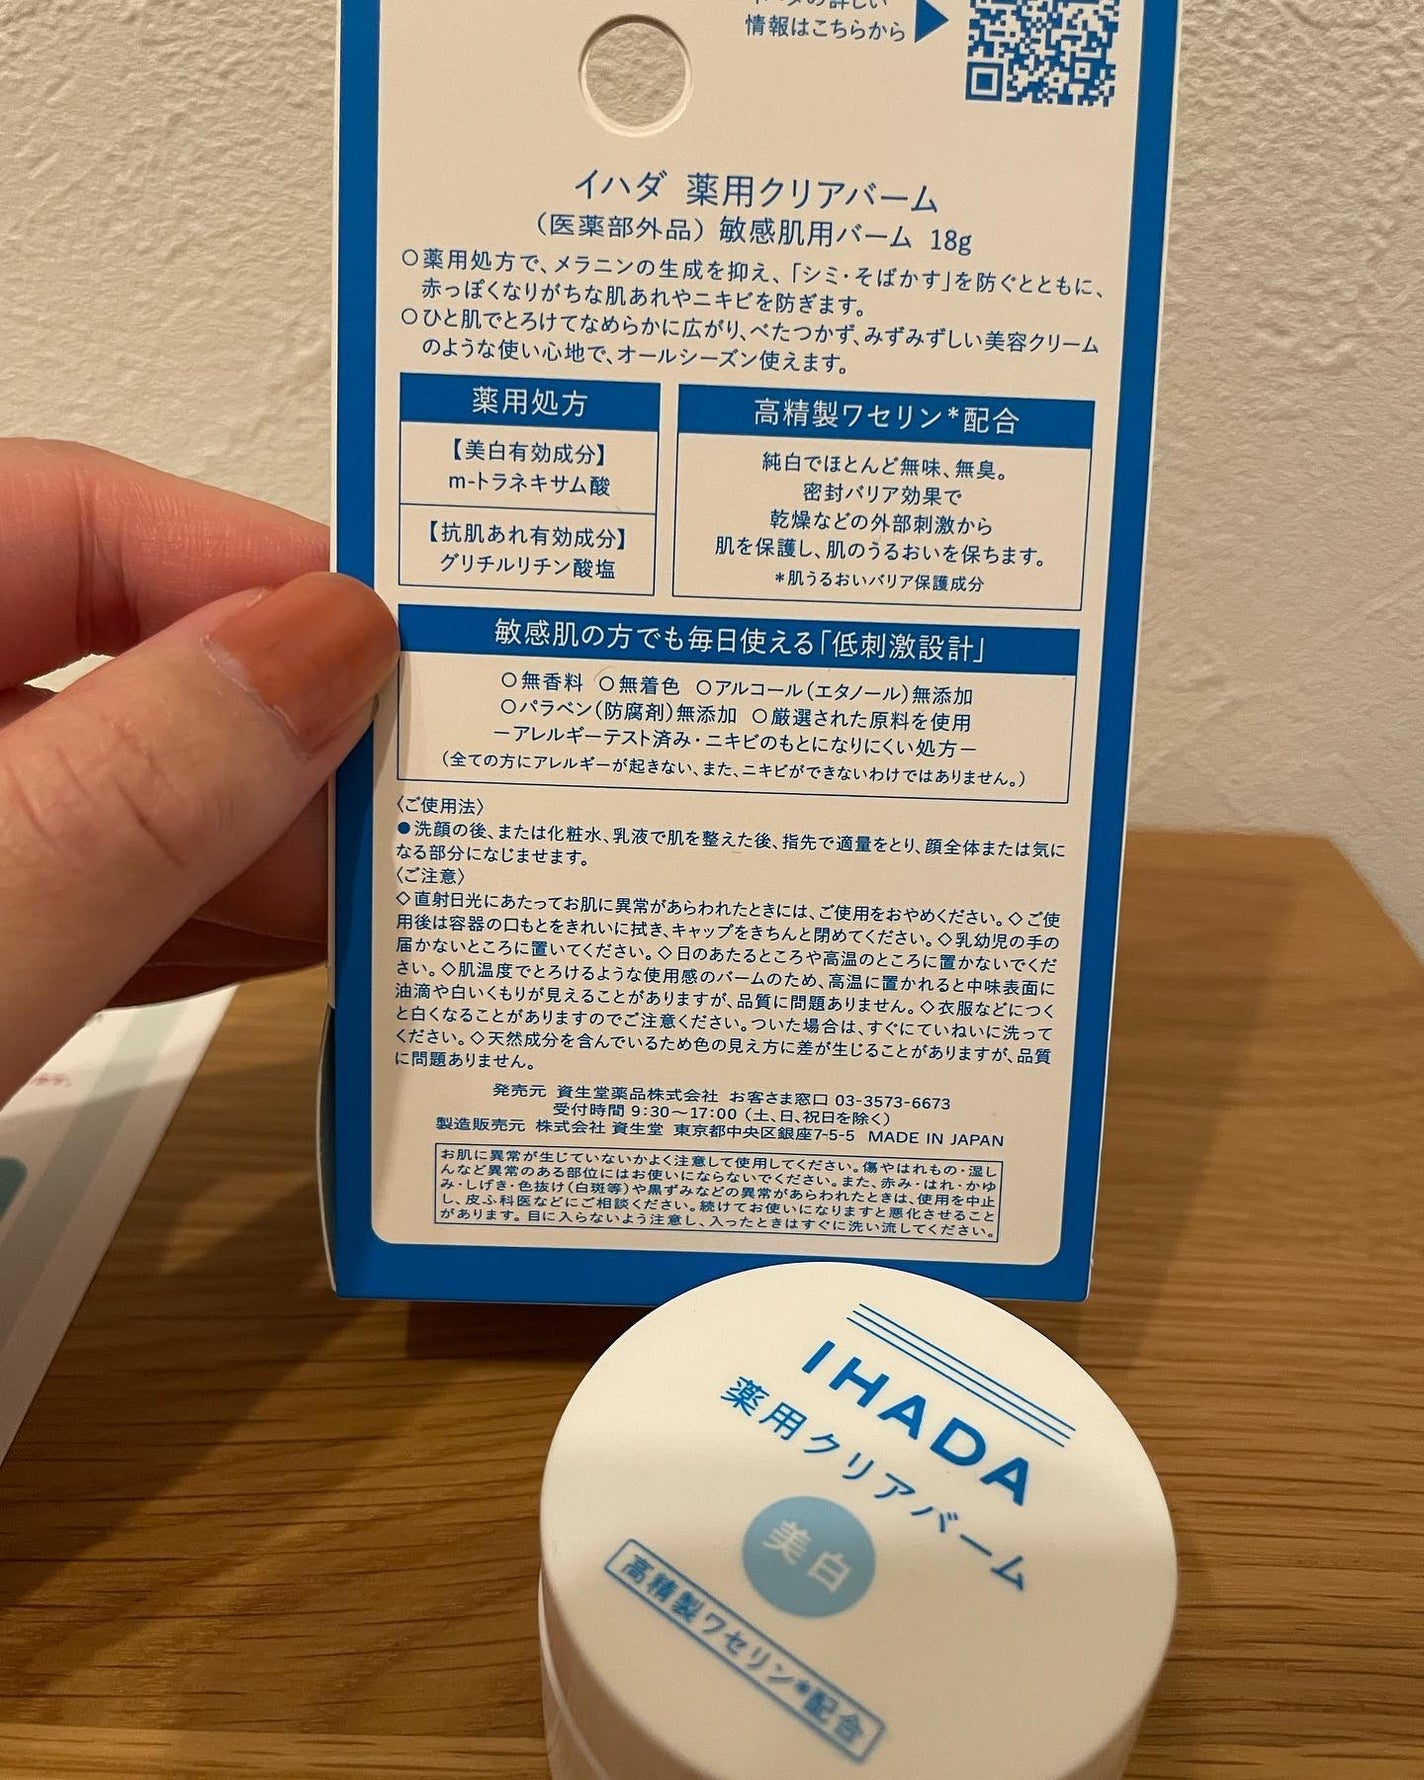 情報はこちらから
イハダ 薬用クリアバーム
（医薬部外品）敏感肌用バーム 18g
○薬用処方で、メラニンの生成を抑え、「シミ・そばかす」を防ぐとともに、
赤っぽくなりがちな肌あれやニキビを防ぎます。
○ひと肌でとろけてなめらかに広がり、べたつかず、みずみずしい美容クリーム
のような使い心地で、オールシーズン使えます。
薬用処方
【美白有効成分】
m-トラネキサム酸
【抗肌あれ有効成分】
グリチルリチン酸塩
高精製ワセリン*配合
純白でほとんど無味、無臭。
密封バリア効果で
乾燥などの外部刺激から
肌を保護し、肌のうるおいを保ちます。
*肌うるおいバリア保護成分
敏感肌の方でも毎日使える「低刺激設計」
○無香料 ○無着色 ○アルコール（エタノール）無添加
○パラベン（防腐剤）無添加 ○厳選された原料を使用
－アレルギーテスト済み・ニキビのもとになりにくい処方－
（全ての方にアレルギーが起きない、また、ニキビができないわけではありません。）
〈ご使用法〉
●洗顔の後、または化粧水、乳液で肌を整えた後、指先で適量をとり、顔全体または気に
なる部分になじませます。
〈ご注意〉
◇直射日光にあたってお肌に異常があらわれたときには、ご使用をおやめください。◇ご使
用後は容器の口もとをきれいに拭き、キャップをきちんと閉めてください。◇乳幼児の手の
届かないところに置いてください。◇日のあたるところや高温のところに置かないでくだ
さい。◇肌温度でとろけるような使用感のバームのため、高温に置かれると中味表面に
油滴や白いくもりが見えることがありますが、品質に問題ありません。◇衣服などにつく
と白くなることがありますのでご注意ください。ついた場合は、すぐにていねいに洗って
ください。◇天然成分を含んでいるため色の見え方に差が生じることがありますが、品質
に問題ありません。
発売元 資生堂薬品株式会社 お客さま窓口 03-3573-6673
受付時間 9:30～17:00（土、日、祝日を除く）
製造販売元 株式会社 資生堂 東京都中央区銀座7-5-5 MADE IN JAPAN
お肌に異常が生じていないかよく注意して使用してください。傷やはれもの・湿し
んなど異常のある部位にはお使いにならないでください。また、赤み・はれ・かゆ
み・しげき・色抜け（白斑等）や黒ずみなどの異常があらわれたときは、使用を中止
し、皮ふ科医などにご相談ください。続けてお使いになりますと悪化させること
があります。目に入らないよう注意し、入ったときはすぐに洗い流してください。
IHADA
薬用クリアバーム
美白
高精製ワセリン*配合